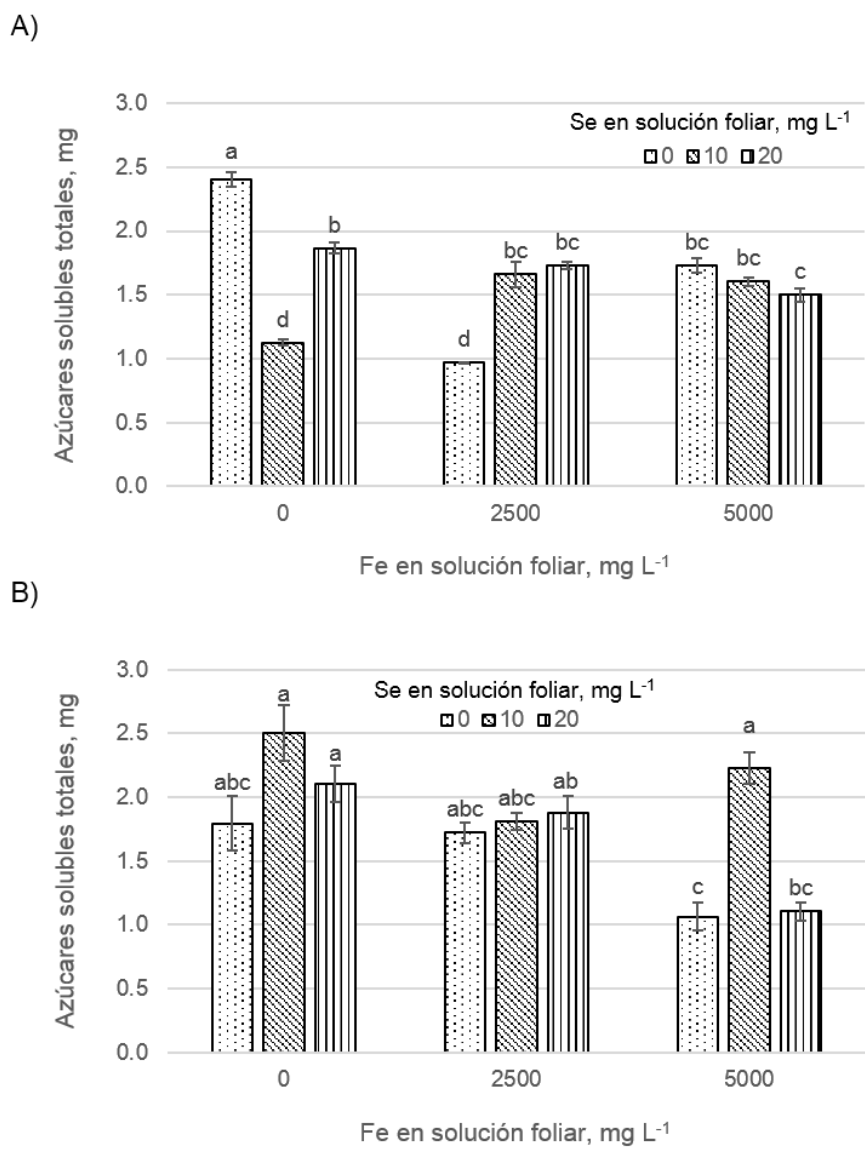 A)
Azúcares solubles totales, mg
3.0
2.5
2.0
1.5
1.0
0.5
0.0
Se en solución foliar, mg L⁻¹
0 10 20
a
d
b
d
bc
bc
bc
bc
c
0 2500 5000
Fe en solución foliar, mg L⁻¹
B)
Azúcares solubles totales, mg
3.0
2.5
2.0
1.5
1.0
0.5
0.0
Se en solución foliar, mg L⁻¹
0 10 20
abc
a
a
abc
abc
ab
c
a
bc
0 2500 5000
Fe en solución foliar, mg L⁻¹